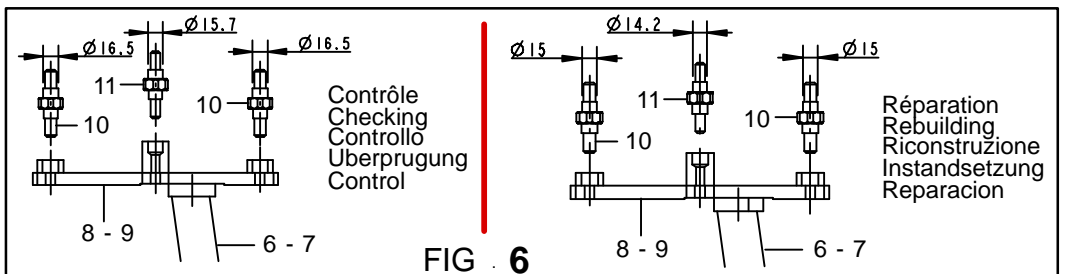 Ø16.5
Ø15.7
Ø16.5
11
10
10
Contrôle
Checking
Controllo
Uberprugung
Control
8 - 9
6 - 7
Ø15
Ø14.2
Ø15
11
10
10
Réparation
Rebuilding
Riconstruzione
Instandsetzung
Reparacion
8 - 9
6 - 7
FIG . 6